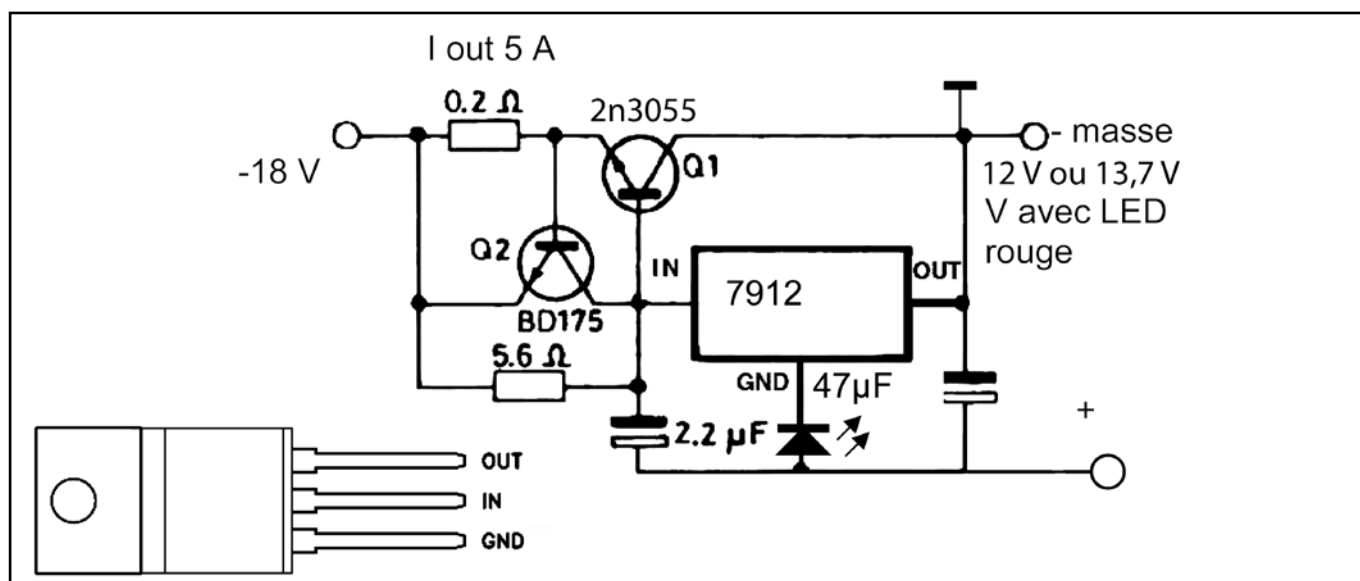 I out 5 A
0.2 Ω
2n3055
-18 V
Q1
- masse
12 V ou 13,7 V
V avec LED
rouge
Q2
IN
OUT
7912
BD175
5.6 Ω
GND
47µF
2.2 µF
+
OUT
IN
GND